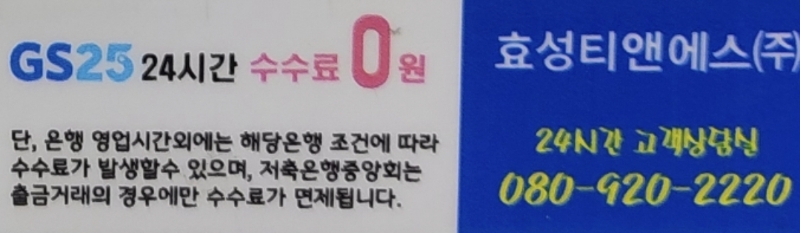 GS25 24시간 수수료 0원
단, 은행 영업시간외에는 해당은행 조건에 따라
수수료가 발생할수 있으며, 저축은행중앙회는
출금거래의 경우에만 수수료가 면제됩니다.
효성티앤에스(주)
24시간 고객상담실
080-920-2220